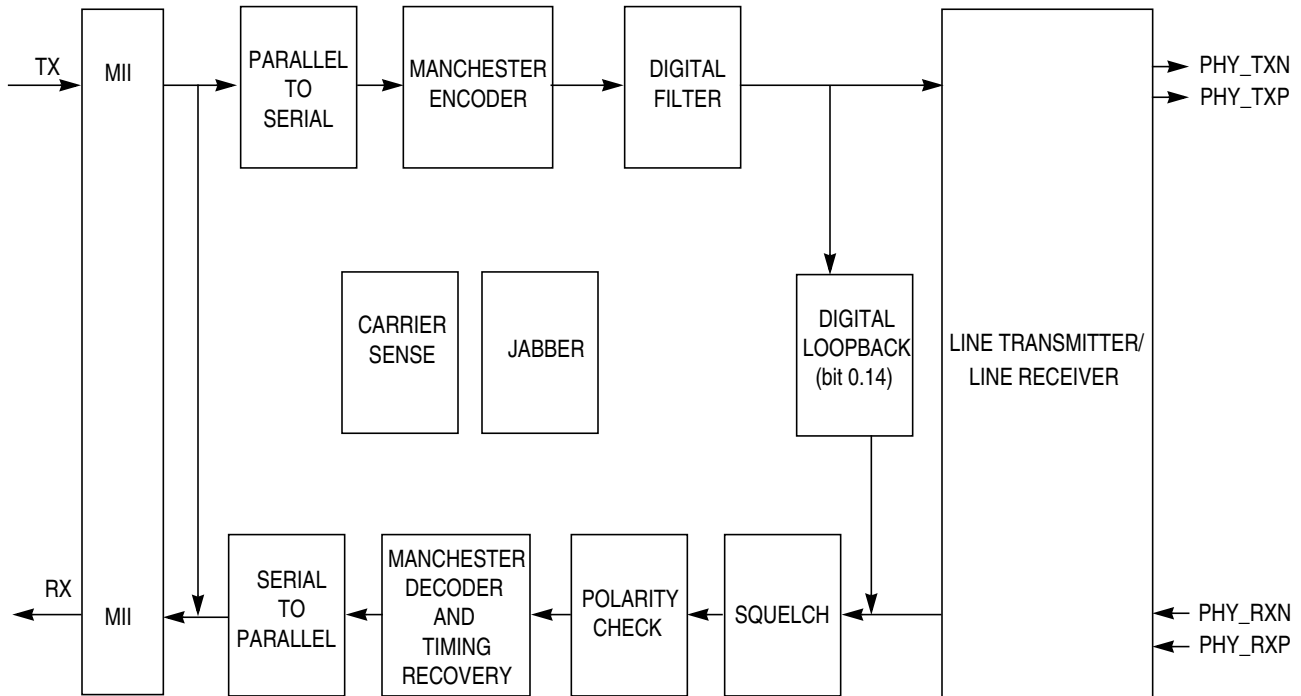 TX
MII
PARALLEL
TO
SERIAL
MANCHESTER
ENCODER
DIGITAL
FILTER
PHY_TXN
PHY_TXP
CARRIER
SENSE
JABBER
DIGITAL
LOOPBACK
(bit 0.14)
LINE TRANSMITTER/
LINE RECEIVER
RX
MII
SERIAL
TO
PARALLEL
MANCHESTER
DECODER
AND
TIMING
RECOVERY
POLARITY
CHECK
SQUELCH
PHY_RXN
PHY_RXP